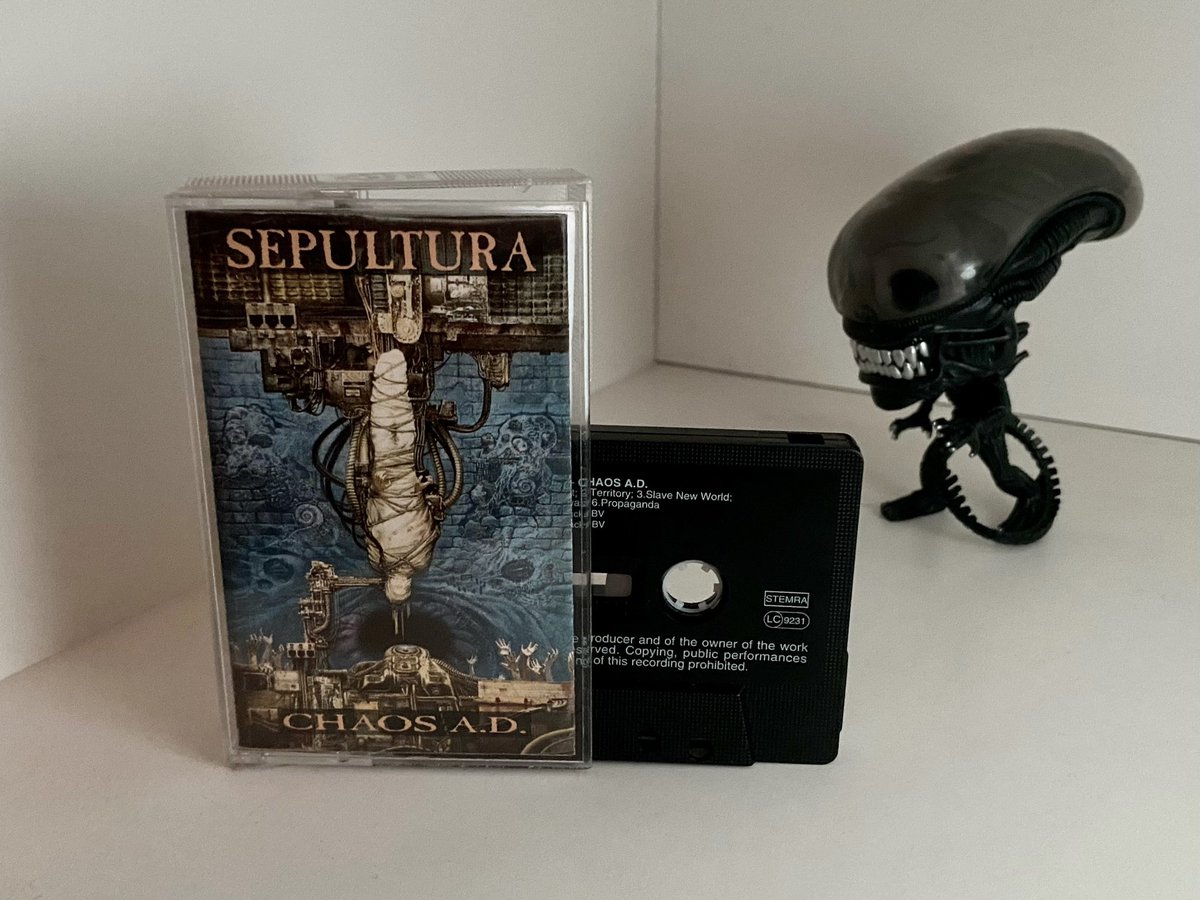 SEPULTURA
CHAOS A.D.
CHAOS A.D.
Territory; 3.Slave New World;
6.Propaganda
BV
BV
STEMRA
LC 9231
producer and of the owner of the work
Copying, public performances
of this recording prohibited.